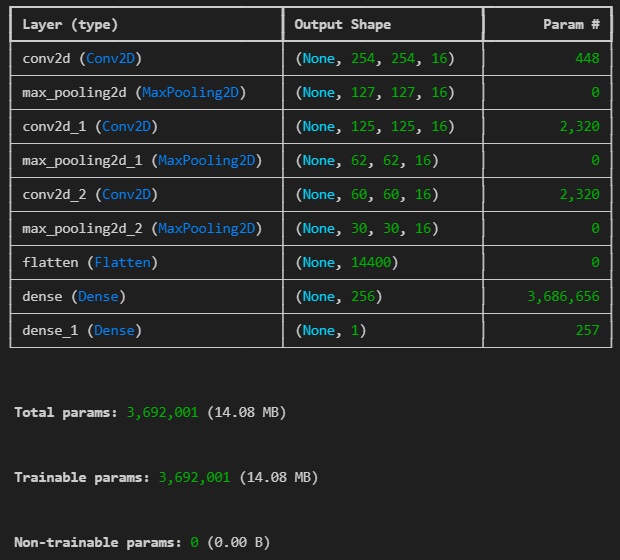 Layer (type) Output Shape Param #
conv2d (Conv2D) (None, 254, 254, 16) 448
max_pooling2d (MaxPooling2D) (None, 127, 127, 16) 0
conv2d_1 (Conv2D) (None, 125, 125, 16) 2,320
max_pooling2d_1 (MaxPooling2D) (None, 62, 62, 16) 0
conv2d_2 (Conv2D) (None, 60, 60, 16) 2,320
max_pooling2d_2 (MaxPooling2D) (None, 30, 30, 16) 0
flatten (Flatten) (None, 14400) 0
dense (Dense) (None, 256) 3,686,656
dense_1 (Dense) (None, 1) 257
Total params: 3,692,001 (14.08 MB)
Trainable params: 3,692,001 (14.08 MB)
Non-trainable params: 0 (0.00 B)